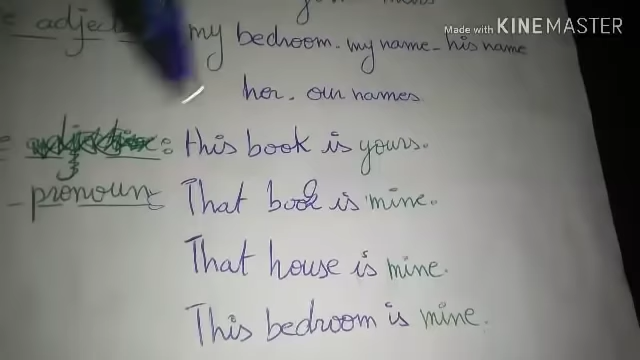 Made with KINEMASTER
my bedroom. my name - his name
her. our names
: this book is yours.
- pronoun That book is mine.
That house is mine.
This bedroom is mine.